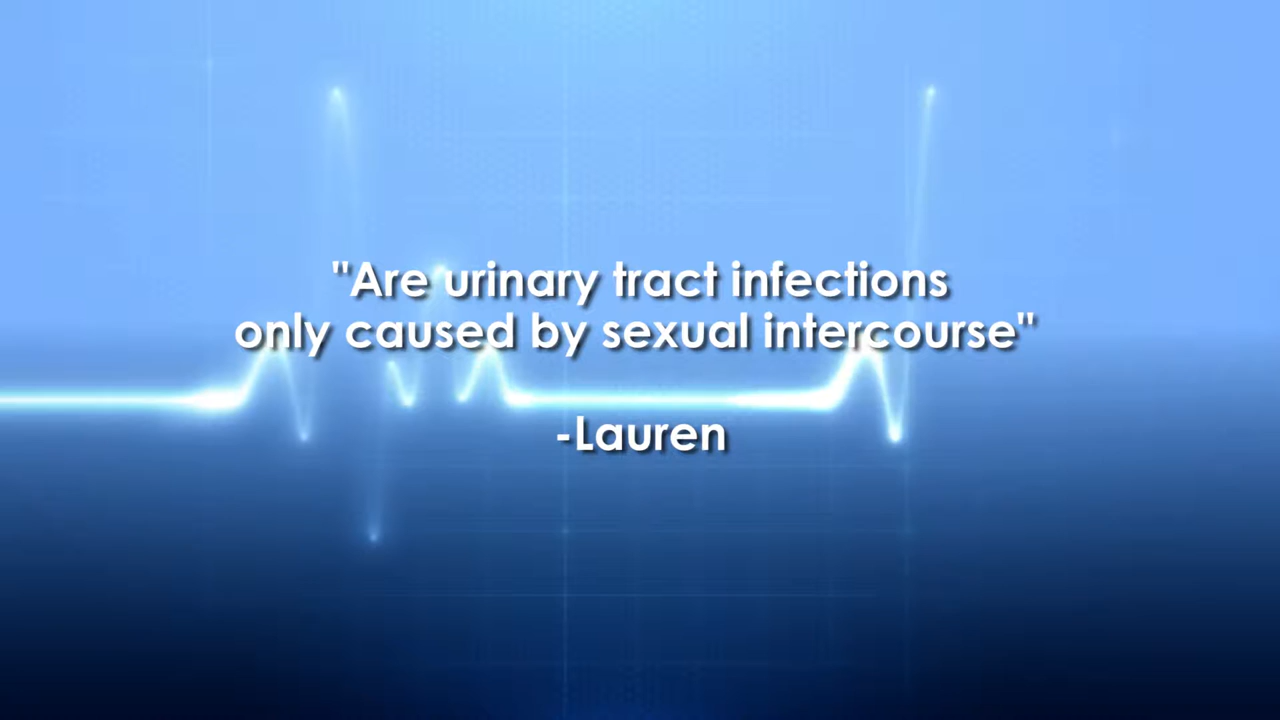 "Are urinary tract infections
only caused by sexual intercourse"
-Lauren